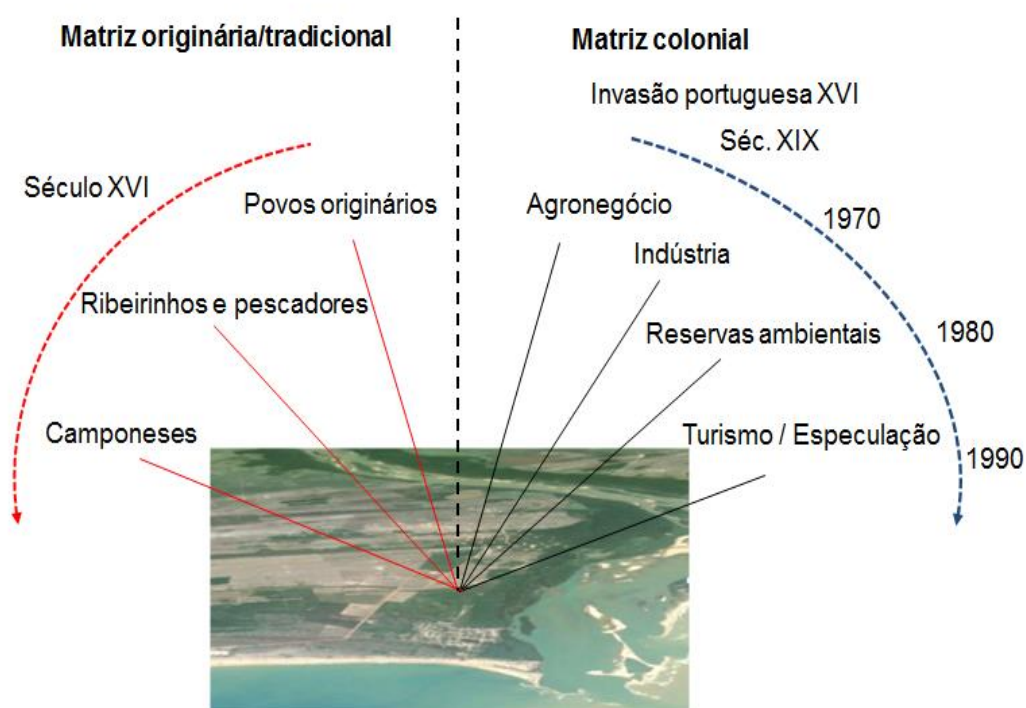 Matriz originária/tradicional
Século XVI
Povos originários
Ribeirinhos e pescadores
Camponeses
Matriz colonial
Invasão portuguesa XVI
Séc. XIX
Agronegócio
1970
Indústria
Reservas ambientais
1980
Turismo / Especulação
1990